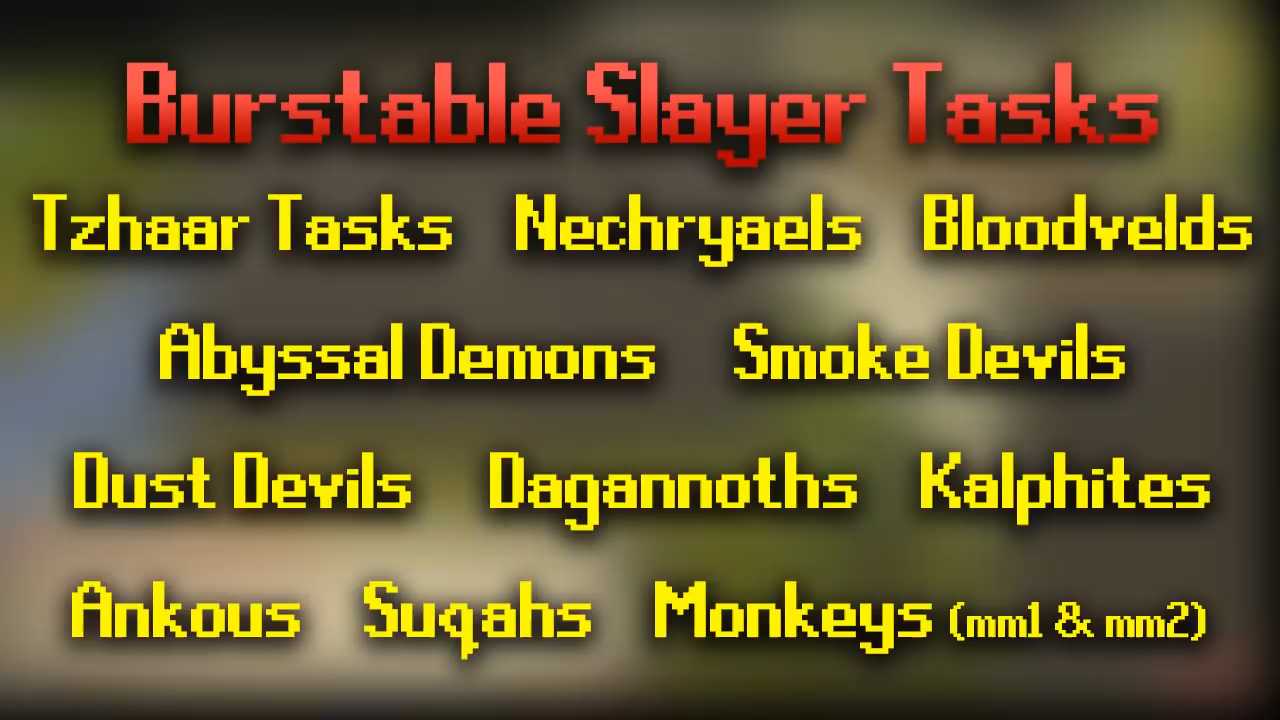 Burstable Slayer Tasks
Tzhaar Tasks Nechryaels Bloodvelds
Abyssal Demons Smoke Devils
Dust Devils Dagannoths Kalphites
Ankous Suqahs Monkeys (mm1 & mm2)